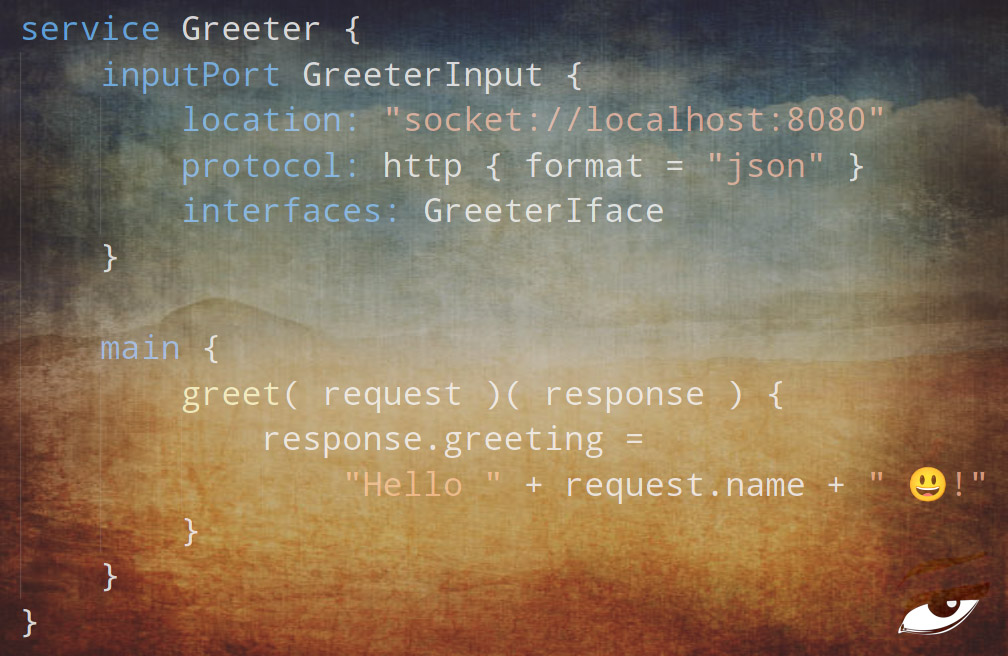 service Greeter {
    inputPort GreeterInput {
        location: "socket://localhost:8080"
        protocol: http { format = "json" }
        interfaces: GreeterIface
    }

    main {
        greet( request )( response ) {
            response.greeting =
                "Hello " + request.name + " 😃!"
        }
    }
}